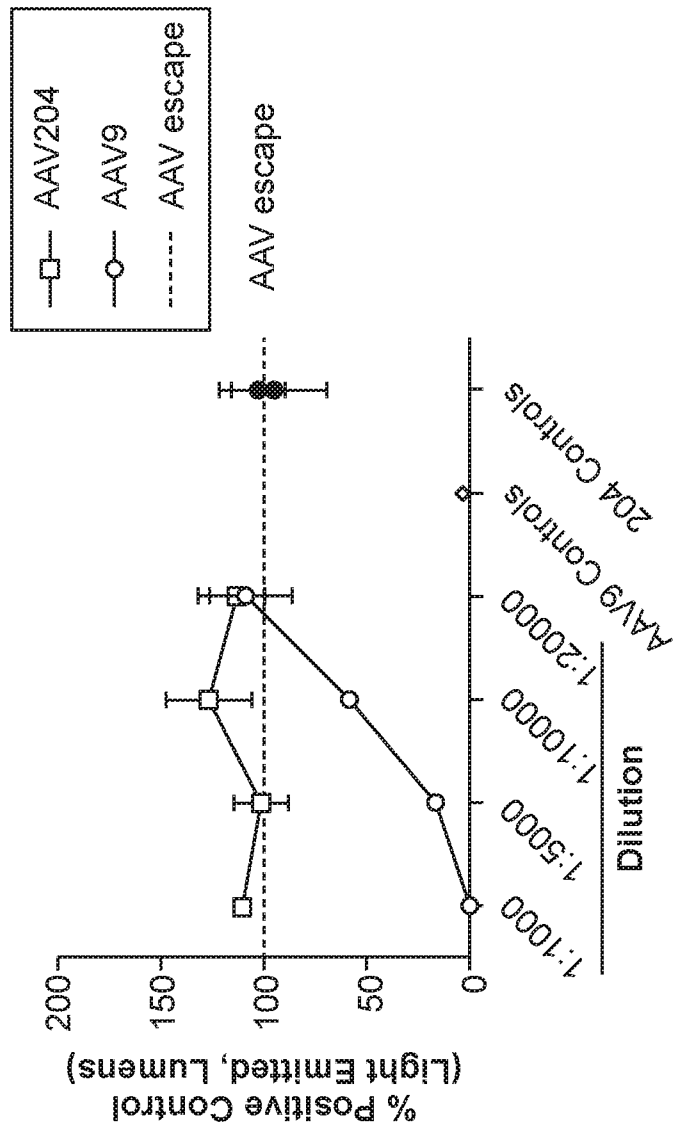 AAV204
AAV9
AAV escape
AAV escape
% Positive Control
(Light Emitted, Lumens)
200
150
100
50
0
1:1000
1:5000
1:10000
1:20000
AAV9 Controls
204 Controls
Dilution